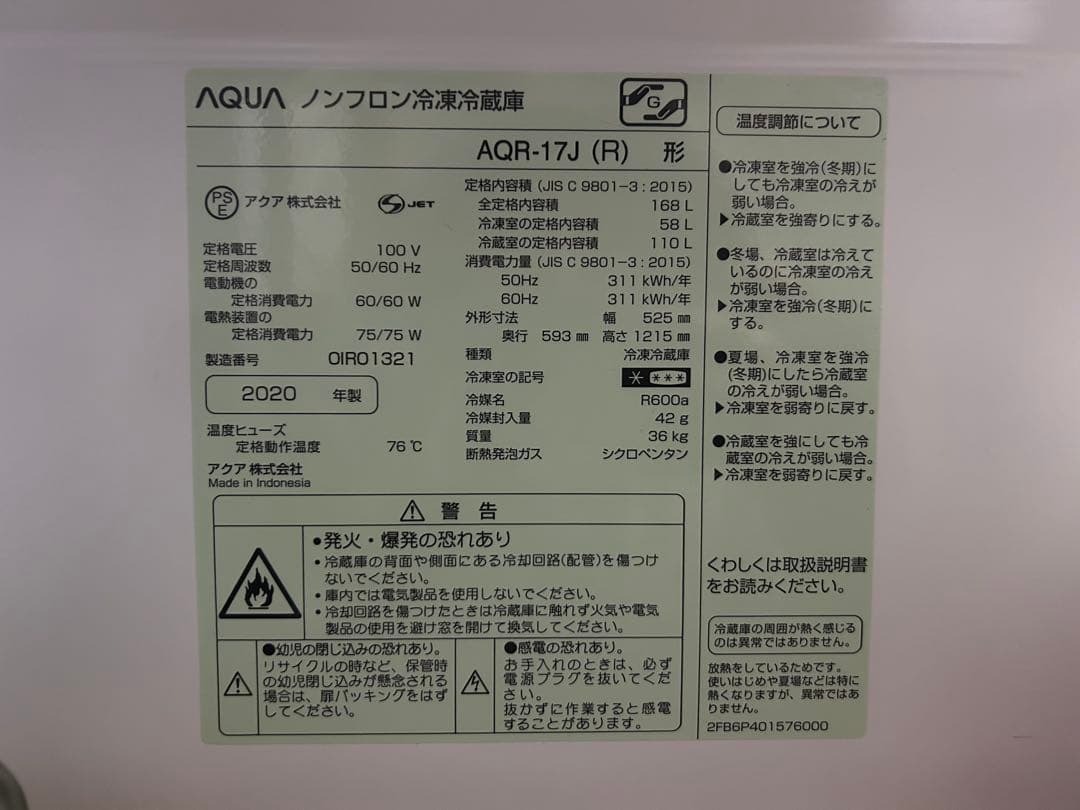 AQUA ノンフロン冷凍冷蔵庫
G
AQR-17J (R) 形
PS
E
アクア 株式会社
S JET
定格電圧 100 V
定格周波数 50/60 Hz
電動機の
定格消費電力 60/60 W
電熱装置の
定格消費電力 75/75 W
製造番号 OIR01321
2020 年製
温度ヒューズ
定格動作温度 76 ℃
アクア 株式会社
Made in Indonesia
定格内容積 (JIS C 9801-3 : 2015)
全定格内容積 168 L
冷凍室の定格内容積 58 L
冷蔵室の定格内容積 110 L
消費電力量 (JIS C 9801-3 : 2015)
50Hz 311 kWh/年
60Hz 311 kWh/年
外形寸法 幅 525 ㎜
奥行 593 ㎜ 高さ 1215 ㎜
種類 冷凍冷蔵庫
冷凍室の記号 * ***
冷媒名 R600a
冷媒封入量 42 g
質量 36 kg
断熱発泡ガス シクロペンタン
⚠ 警 告
●発火・爆発の恐れあり
・冷蔵庫の背面や側面にある冷却回路(配管)を傷つけ
ないでください。
・庫内では電気製品を使用しないでください。
・冷却回路を傷つけたときは冷蔵庫に触れず火気や電気
製品の使用を避け窓を開けて換気してください。
●幼児の閉じ込みの恐れあり。
リサイクルの時など、保管時
の幼児閉じ込みが懸念される
場合は、扉パッキングをはず
してください。
●感電の恐れあり。
お手入れのときは、必ず
電源プラグを抜いてくだ
さい。
抜かずに作業すると感電
することがあります。
温度調節について
●冷凍室を強冷(冬期)に
しても冷凍室の冷えが
弱い場合。
▶冷蔵室を強寄りにする。
●冬場、冷蔵室は冷えて
いるのに冷凍室の冷え
が弱い場合。
▶冷凍室を強冷(冬期)に
する。
●夏場、冷凍室を強冷
(冬期)にしたら冷蔵室
の冷えが弱い場合。
▶冷凍室を弱寄りに戻す。
●冷蔵室を強にしても冷
蔵室の冷えが弱い場合。
▶冷凍室を弱寄りに戻す。
くわしくは取扱説明書
をお読みください。
冷蔵庫の周囲が熱く感じる
のは異常ではありません。
放熱をしているためです。
使いはじめや夏場などは特に
熱くなりますが、異常ではあ
りません。
2FB6P401576000